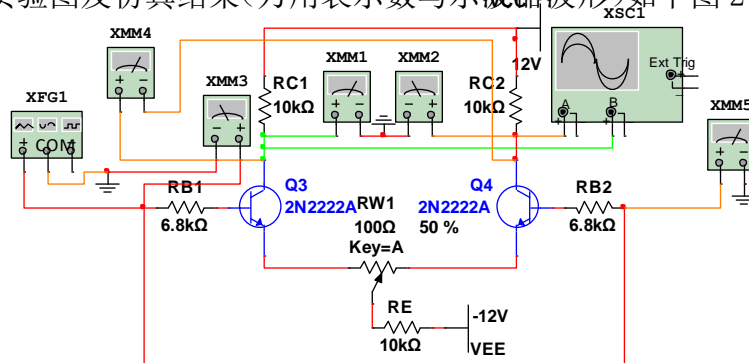 实验图及仿真结果(万用表示数与示波器波形)如下图2
XSC1
XMM4
12V
Ext Trig
XMM1
XMM2
XMM3
RC1
10kΩ
RC2
10kΩ
A
B
XFG1
COM
XMM5
RB1
6.8kΩ
Q3
2N2222A
RW1
100Ω
Key=A
Q4
2N2222A
50 %
RB2
6.8kΩ
RE
10kΩ
-12V
VEE